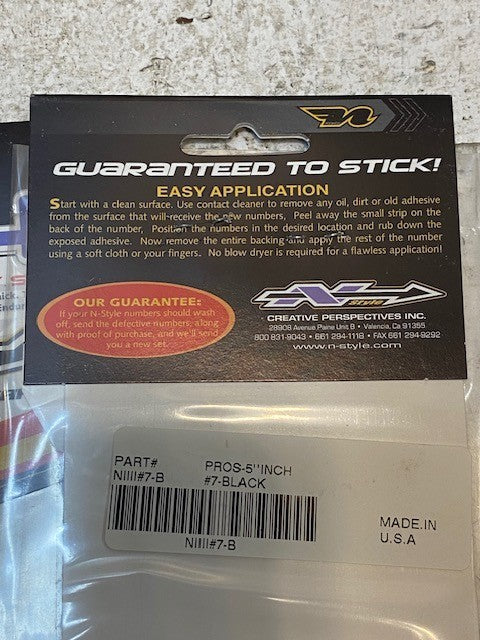 GUARANTEED TO STICK!
EASY APPLICATION
Start with a clean surface. Use contact cleaner to remove any oil, dirt or old adhesive
from the surface that will receive the new numbers, Peel away the small strip on the
back of the number, Position the numbers in the desired location and rub down the
exposed adhesive. Now remove the entire backing and apply the rest of the number
using a soft cloth or your fingers. No blow dryer is required for a flawless application!
OUR GUARANTEE:
If your N-Style numbers should wash
off, send the defective numbers, along
with proof of purchase, and we'll send
you a new set.
N Style
CREATIVE PERSPECTIVES INC.
28908 Avenue Paine Unit B • Valencia, Ca 91355
800 831-9043 • 661 294-1118 • FAX 661 294-9292
www.n-style.com
PART# PROS-5"INCH
NIIII#7-B #7-BLACK
MADE.IN
U.S.A
NIIII#7-B